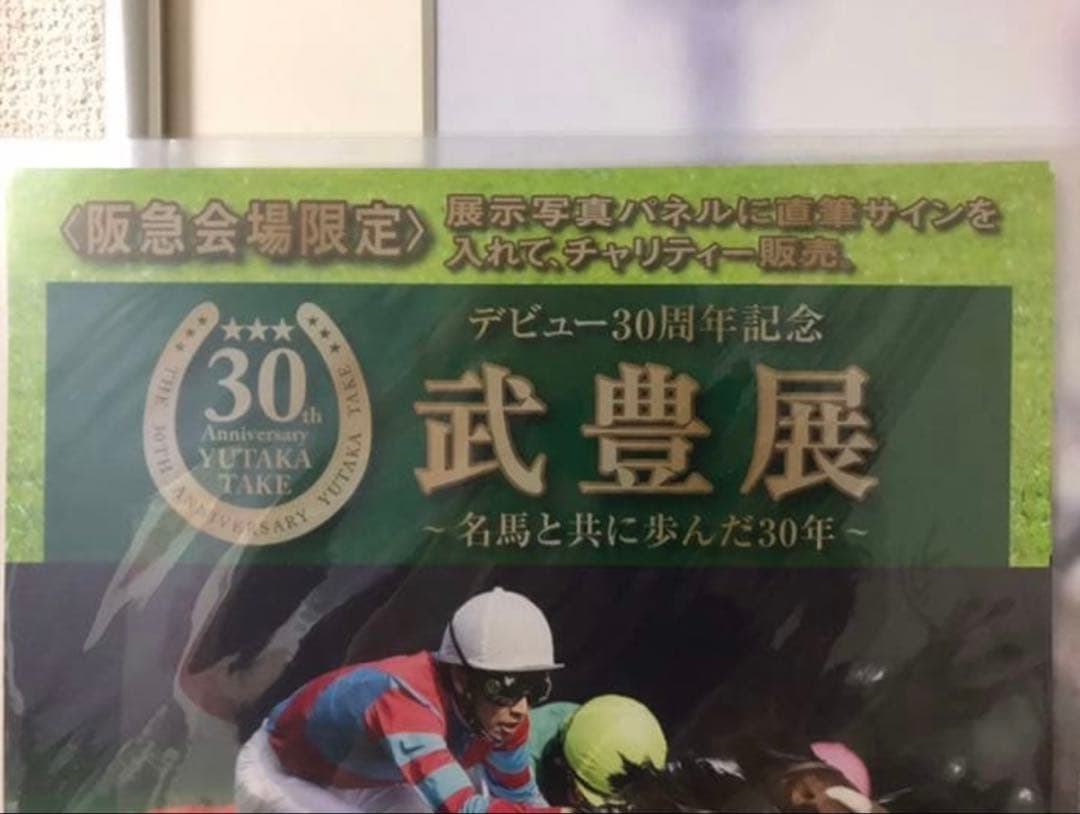 〈阪急会場限定〉
展示写真パネルに直筆サインを
入れて、チャリティー販売。
デビュー30周年記念
武豊展
~名馬と共に歩んだ30年~
★★★
30th
Anniversary
YUTAKA
TAKE
★★★ THE 30TH ANNIVERSARY YUTAKA TAKE ★★★